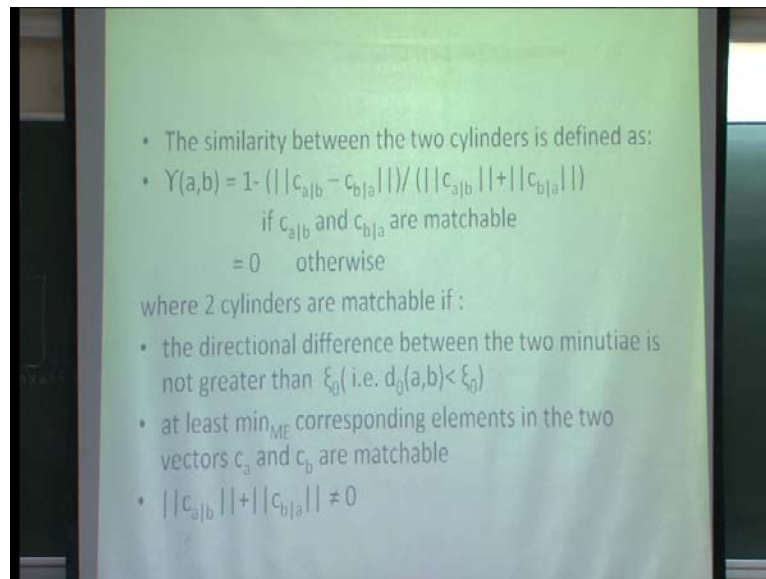 • The similarity between the two cylinders is defined as:
• ϒ(a,b) = 1- (||c_{a|b} – c_{b|a}||)/ (||c_{a|b} ||+||c_{b|a}||)
if c_{a|b} and c_{b|a} are matchable
= 0 otherwise
where 2 cylinders are matchable if :
• the directional difference between the two minutiae is
not greater than ξ_θ( i.e. d_θ(a,b)< ξ_θ)
• at least min_{ME} corresponding elements in the two
vectors c_a and c_b are matchable
• ||c_{a|b} ||+||c_{b|a}|| ≠ 0